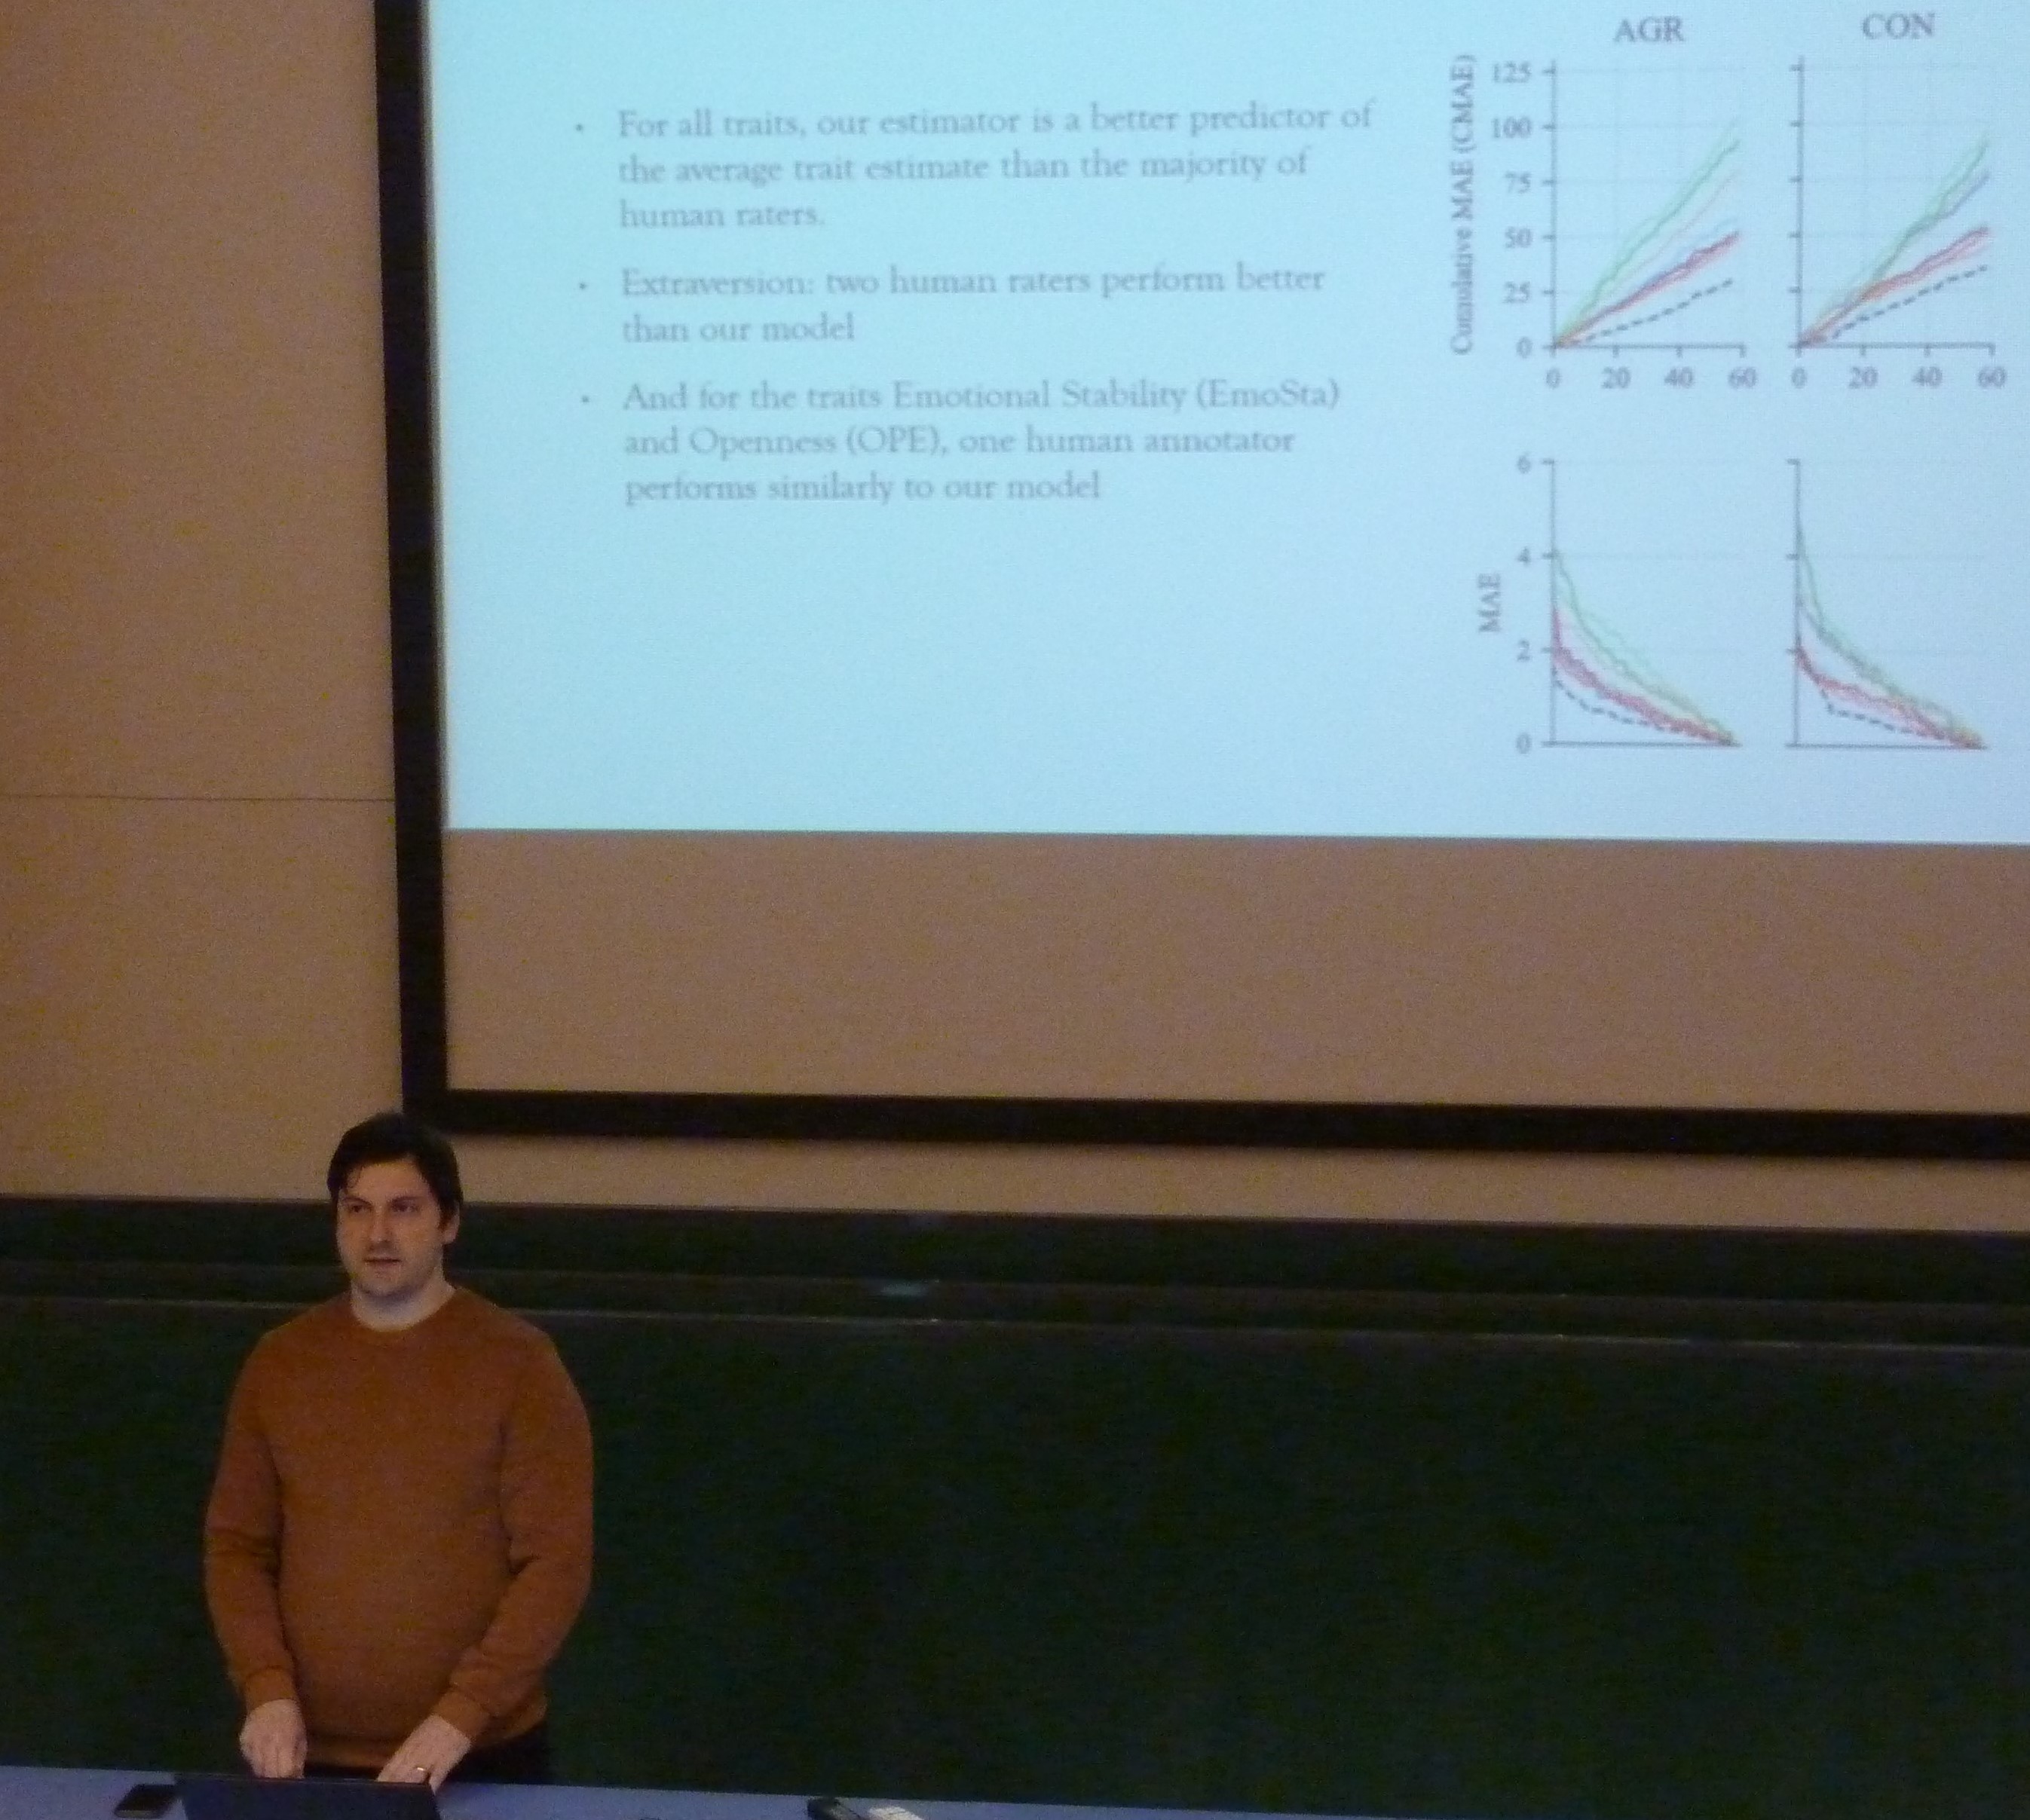 For all traits, our estimator is a better predictor of
the average trait estimate than the majority of
human raters.
Extraversion: two human raters perform better
than our model
And for the traits Emotional Stability (EmoSta)
and Openness (OPE), one human annotator
performs similarly to our model
AGR
CON
Cumulative MAE (CMAE)
125
100
75
50
25
0
0 20 40 60
0 20 40 60
MAE
6
4
2
0